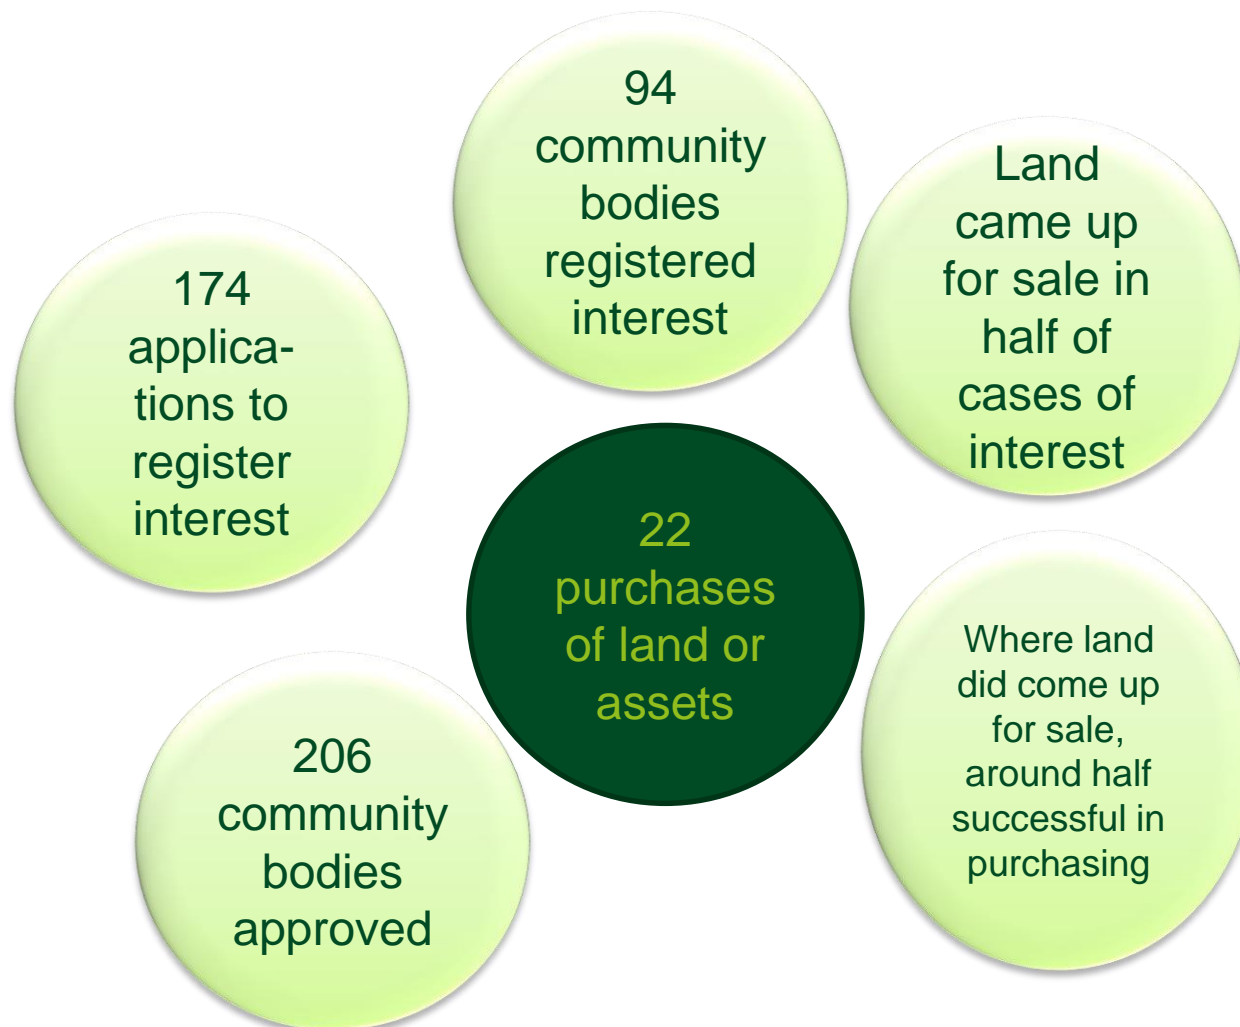 94
community
bodies
registered
interest
Land
came up
for sale in
half of
cases of
interest
174
applica-
tions to
register
interest
22
purchases
of land or
assets
Where land
did come up
for sale,
around half
successful in
purchasing
206
community
bodies
approved